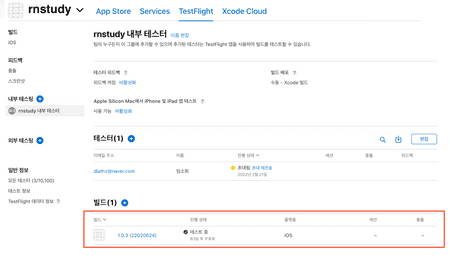 rnstudy
App Store Services TestFlight Xcode Cloud
빌드
iOS
피드백
충돌
스크린샷
내부 테스팅
rnstudy 내부 테스터
외부 테스팅
일반 정보
모든 테스터 (3/10,100)
테스트 정보
TestFlight 데이터 정보 ?
rnstudy 내부 테스터 이름 편집
팀의 누구든지 이 그룹에 추가할 수 있으며 추가된 테스터는 TestFlight 앱을 사용하여 빌드를 테스트할 수 있습니다.
테스터 피드백 ?
피드백 켜짐 비활성화
빌드 배포 ?
수동 - Xcode 빌드
Apple Silicon Mac에서 iPhone 및 iPad 앱 테스트 ?
사용 가능 비활성화
테스터(1)
편집
이메일 주소 이름 진행 상태 세션 충돌 피드백
임소희
초대됨 초대 재전송
2022년 2월 21일
빌드(1)
빌드 진행 상태 플랫폼 세션 충돌
1.0.3 (22020624)
테스트 중
83일 후 무효화
iOS
–
–